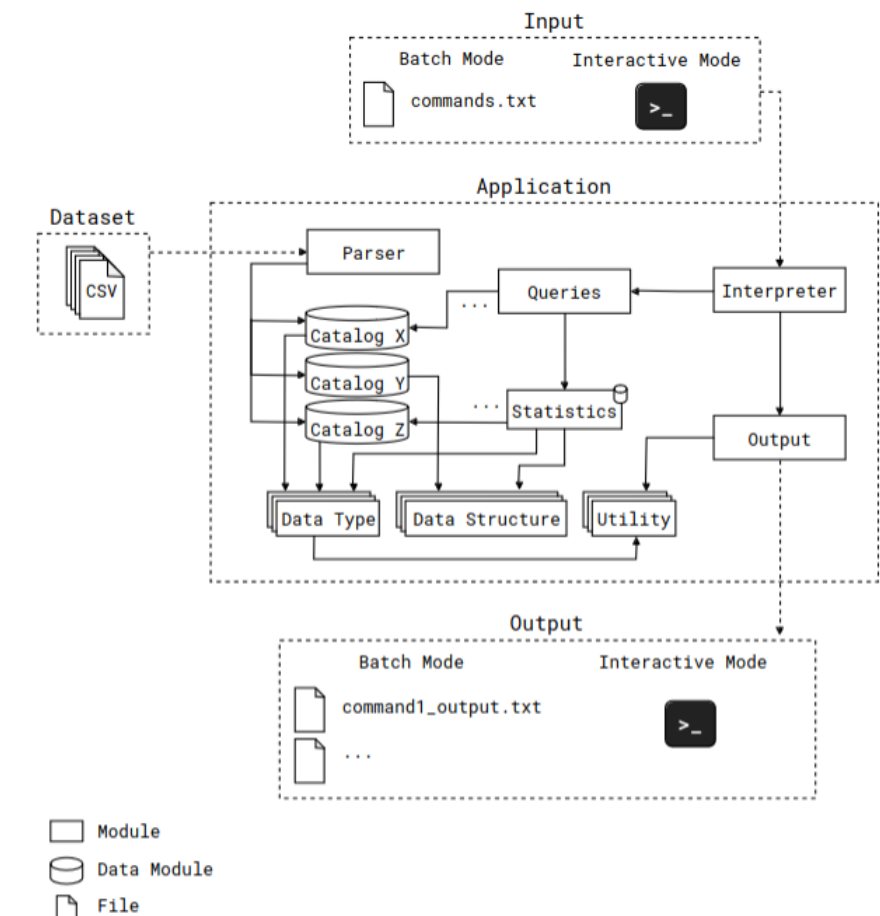 Input
Batch Mode
Interactive Mode
commands.txt
>_
Application
Dataset
CSV
Parser
Queries
Interpreter
...
Catalog X
Catalog Y
Catalog Z
...
Statistics
Output
Data Type
Data Structure
Utility
Output
Batch Mode
Interactive Mode
command1_output.txt
>_
...
Module
Data Module
File